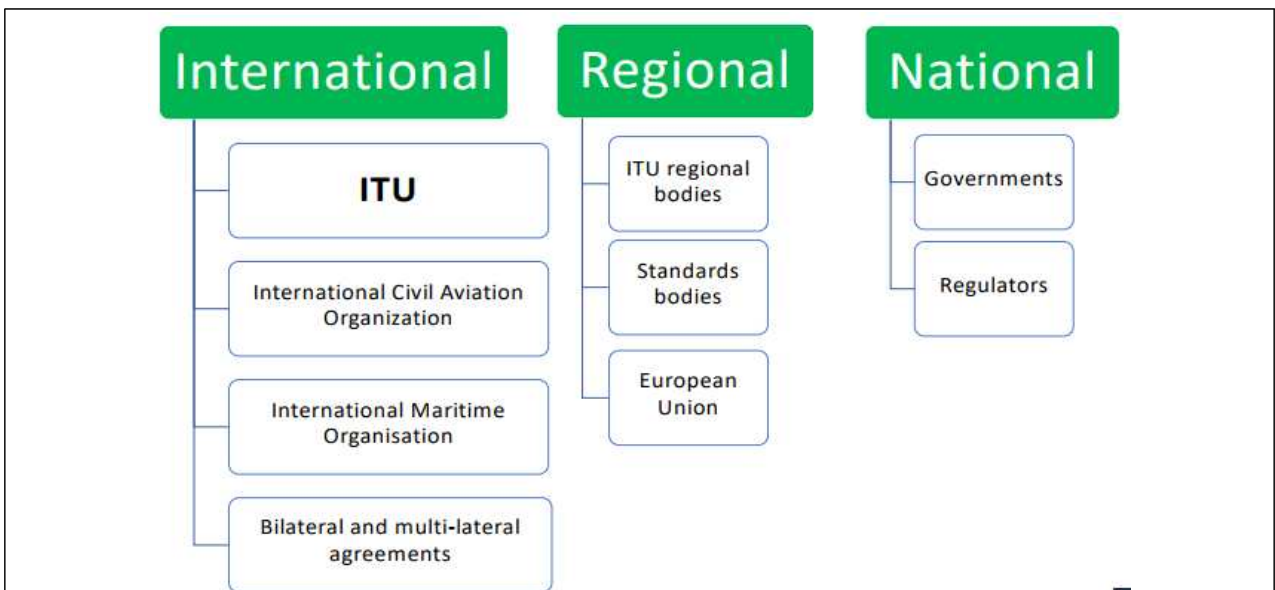 International
ITU
International Civil Aviation
Organization
International Maritime
Organisation
Bilateral and multi-lateral
agreements
Regional
ITU regional
bodies
Standards
bodies
European
Union
National
Governments
Regulators